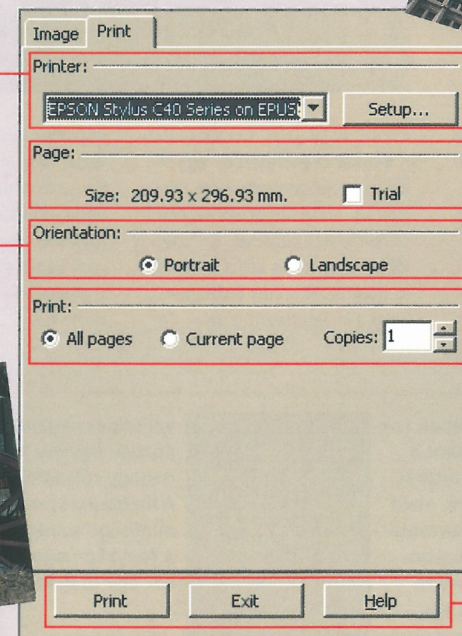 Image Print
Printer:
EPSON Stylus C40 Series on EPUS
Setup...
Page:
Size: 209.93 x 296.93 mm.
Trial
Orientation:
Portrait Landscape
Print:
All pages Current page Copies: 1
Print Exit Help